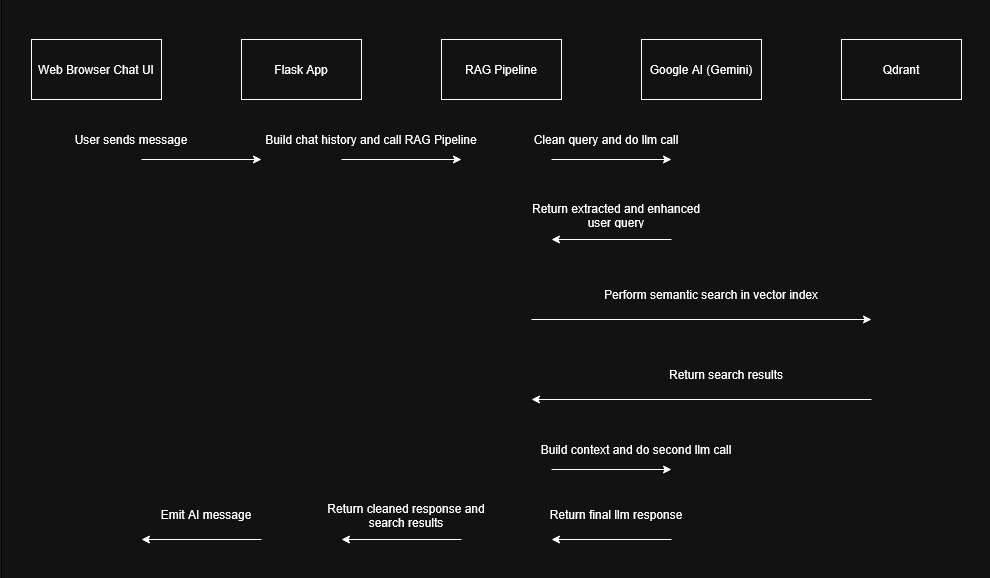 Web Browser Chat UI
Flask App
RAG Pipeline
Google AI (Gemini)
Qdrant
User sends message
Build chat history and call RAG Pipeline
Clean query and do llm call
Return extracted and enhanced
user query
Perform semantic search in vector index
Return search results
Build context and do second llm call
Emit AI message
Return cleaned response and
search results
Return final llm response